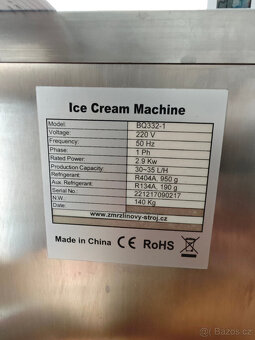 Ice Cream Machine
Model: BQ332-1
Voltage: 220 V
Frequency: 50 Hz
Phase: 1 Ph
Rated Power: 2.9 Kw
Production Capacity: 30~35 L/H
Refrigerant: R404A, 950 g
Aux. Refrigerant: R134A, 190 g
Serial No.: 221217090217
N.W.: 140 Kg
Date:
www.zmrzlinovy-stroj.cz
Made in China CE RoHS
Bazoš.cz